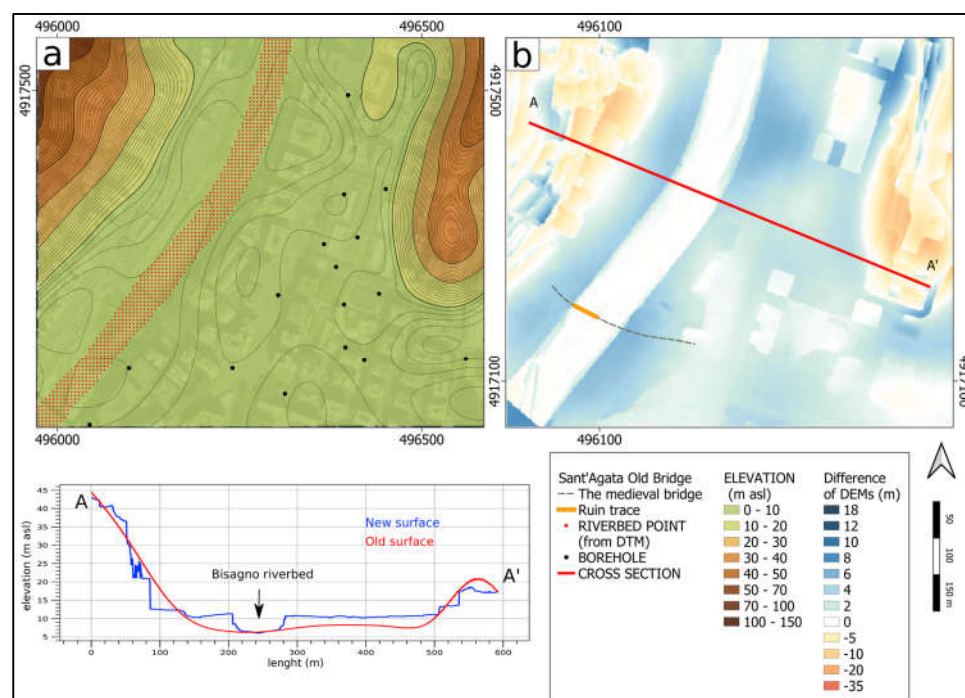 496000 496500 496100
a b
4917500 4917500
A
A'
4917100 4917100
496000 496500 496100
45
40
35
30
25
20
15
10
5
elevation (m asl)
A
A'
New surface
Old surface
Bisagno riverbed
0 100 200 300 400 500 600
lenght (m)
Sant'Agata Old Bridge
The medieval bridge
Ruin trace
RIVERBED POINT
(from DTM)
BOREHOLE
CROSS SECTION
ELEVATION
(m asl)
0 - 10
10 - 20
20 - 30
30 - 40
40 - 50
50 - 70
70 - 100
100 - 150
Difference
of DEMs (m)
18
12
10
8
6
4
2
0
-5
-10
-20
-35
50
100
150 m